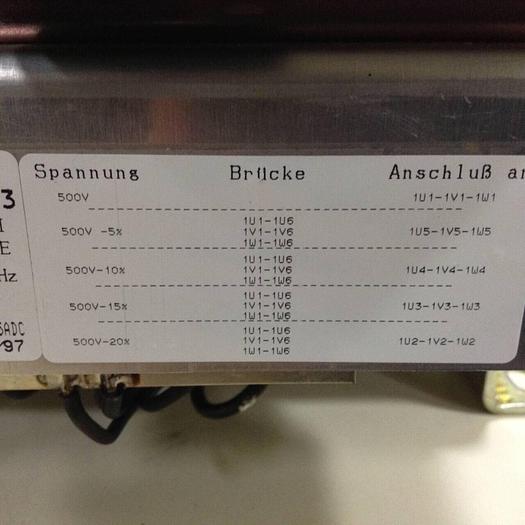 Spannung Brücke Anschluß an
500V 1U1-1V1-1W1
1U1-1U6
500V -5% 1V1-1V6 1U5-1V5-1W5
1W1-1W6
1U1-1U6
500V-10% 1V1-1V6 1U4-1V4-1W4
1W1-1W6
1U1-1U6
500V-15% 1V1-1V6 1U3-1V3-1W3
1W1-1W6
1U1-1U6
500V-20% 1V1-1V6 1U2-1V2-1W2
1W1-1W6
3
E
Hz
ADC
97